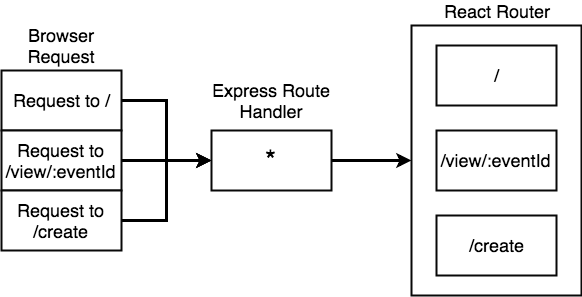 Browser
Request
Request to /
Request to
/view/:eventId
Request to
/create
Express Route
Handler
*
React Router
/
/view/:eventId
/create